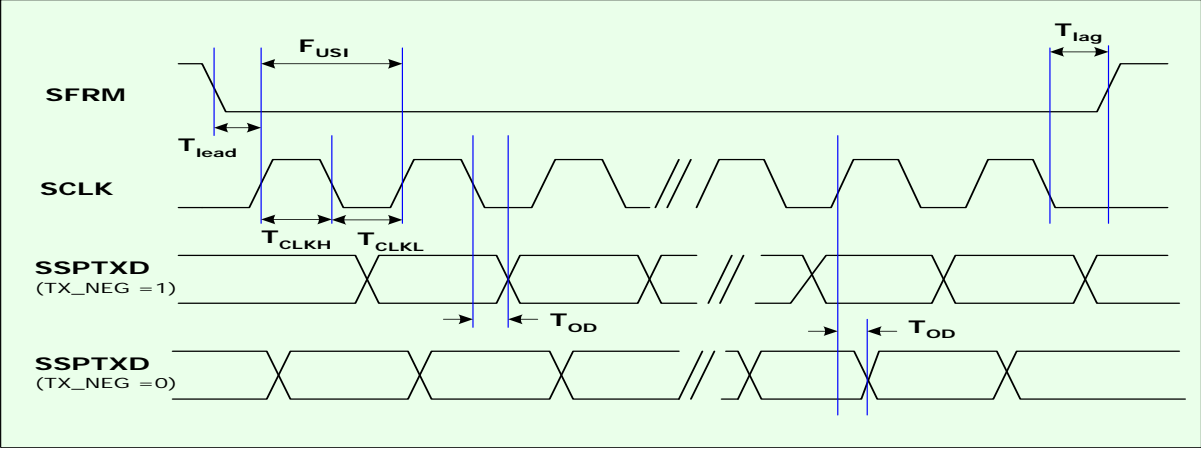 F_USI
T_lag
SFRM
T_lead
SCLK
T_CLKH
T_CLKL
SSPTXD
(TX_NEG =1)
T_OD
T_OD
SSPTXD
(TX_NEG =0)